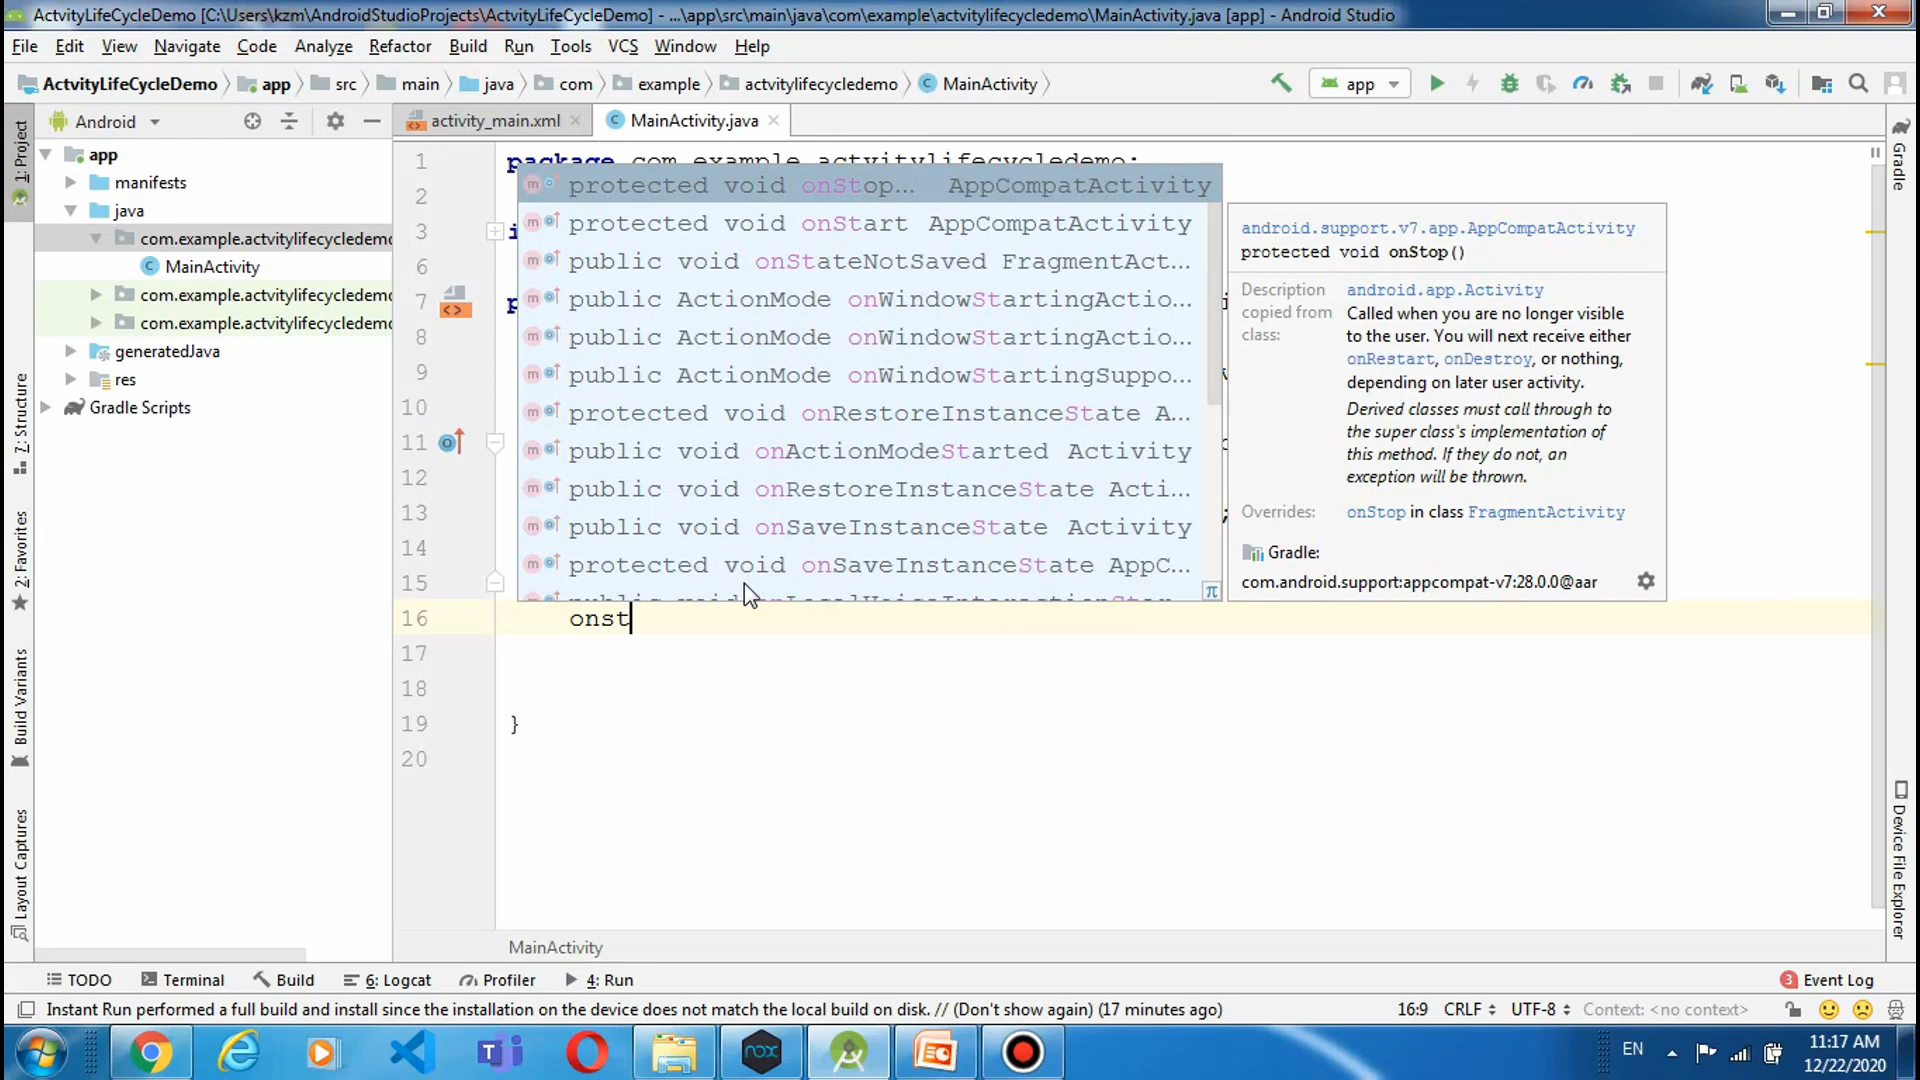 ActvityLifeCycleDemo [C:\Users\kzm\AndroidStudioProjects\ActvityLifeCycleDemo] - ...\app\src\main\java\com\example\actvitylifecycledemo\MainActivity.java [app] - Android Studio
File Edit View Navigate Code Analyze Refactor Build Run Tools VCS Window Help
ActvityLifeCycleDemo app src main java com example actvitylifecycledemo MainActivity app
Android
activity_main.xml MainActivity.java
1: Project
7: Structure
2: Favorites
Build Variants
Layout Captures
app
manifests
java
com.example.actvitylifecycledemo
MainActivity
com.example.actvitylifecycledemo
com.example.actvitylifecycledemo
generatedJava
res
Gradle Scripts
1 package com.example.actvitylifecycledemo;
2
3
6
7
8
9
10
11
12
13
14
15
16 onst
17
18
19 }
20
protected void onStop... AppCompatActivity
protected void onStart AppCompatActivity
public void onStateNotSaved FragmentAct...
public ActionMode onWindowStartingActio...
public ActionMode onWindowStartingActio...
public ActionMode onWindowStartingSuppo...
protected void onRestoreInstanceState A...
public void onActionModeStarted Activity
public void onRestoreInstanceState Acti...
public void onSaveInstanceState Activity
protected void onSaveInstanceState AppC...
π
android.support.v7.app.AppCompatActivity
protected void onStop()
Description copied from class:
android.app.Activity
Called when you are no longer visible
to the user. You will next receive either
onRestart, onDestroy, or nothing,
depending on later user activity.
Derived classes must call through to
the super class's implementation of
this method. If they do not, an
exception will be thrown.
Overrides: onStop in class FragmentActivity
Gradle:
com.android.support:appcompat-v7:28.0.0@aar
Gradle
Device File Explorer
MainActivity
TODO Terminal Build 6: Logcat Profiler 4: Run 3 Event Log
Instant Run performed a full build and install since the installation on the device does not match the local build on disk. // (Don't show again) (17 minutes ago) 16:9 CRLF UTF-8 Context: <no context>
nox
EN
11:17 AM
12/22/2020